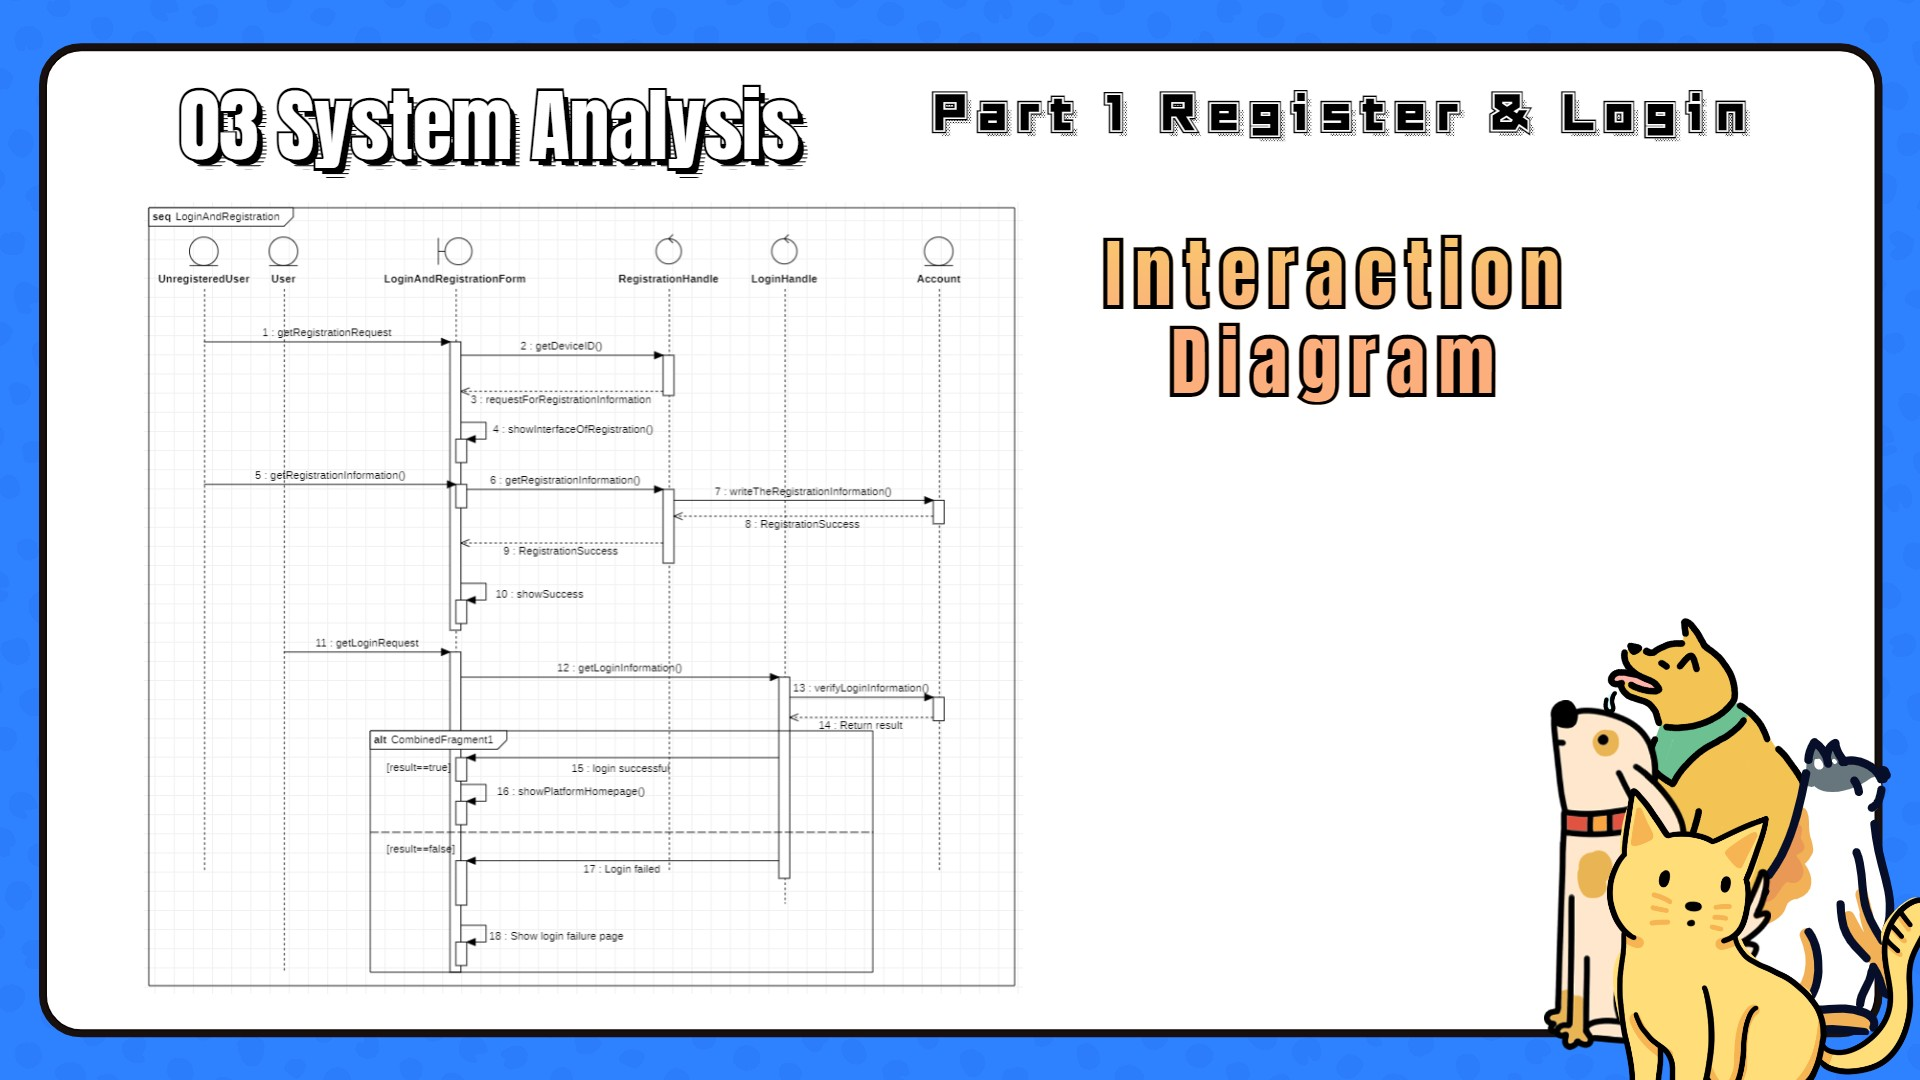 03 System Analysis
Part 1 Register & Login
Interaction
Diagram
seq LoginAndRegistration
UnregisteredUser
User
LoginAndRegistrationForm
RegistrationHandle
LoginHandle
Account
1 : getRegistrationRequest
2 : getDeviceID()
3 : requestForRegistrationInformation
4 : showInterfaceOfRegistration()
5 : getRegistrationInformation()
6 : getRegistrationInformation()
7 : writeTheRegistrationInformation()
8 : RegistrationSuccess
9 : RegistrationSuccess
10 : showSuccess
11 : getLoginRequest
12 : getLoginInformation()
13 : verifyLoginInformation()
14 : Return result
alt CombinedFragment1
[result==true]
15 : login successful
16 : showPlatformHomepage()
[result==false]
17 : Login failed
18 : Show login failure page